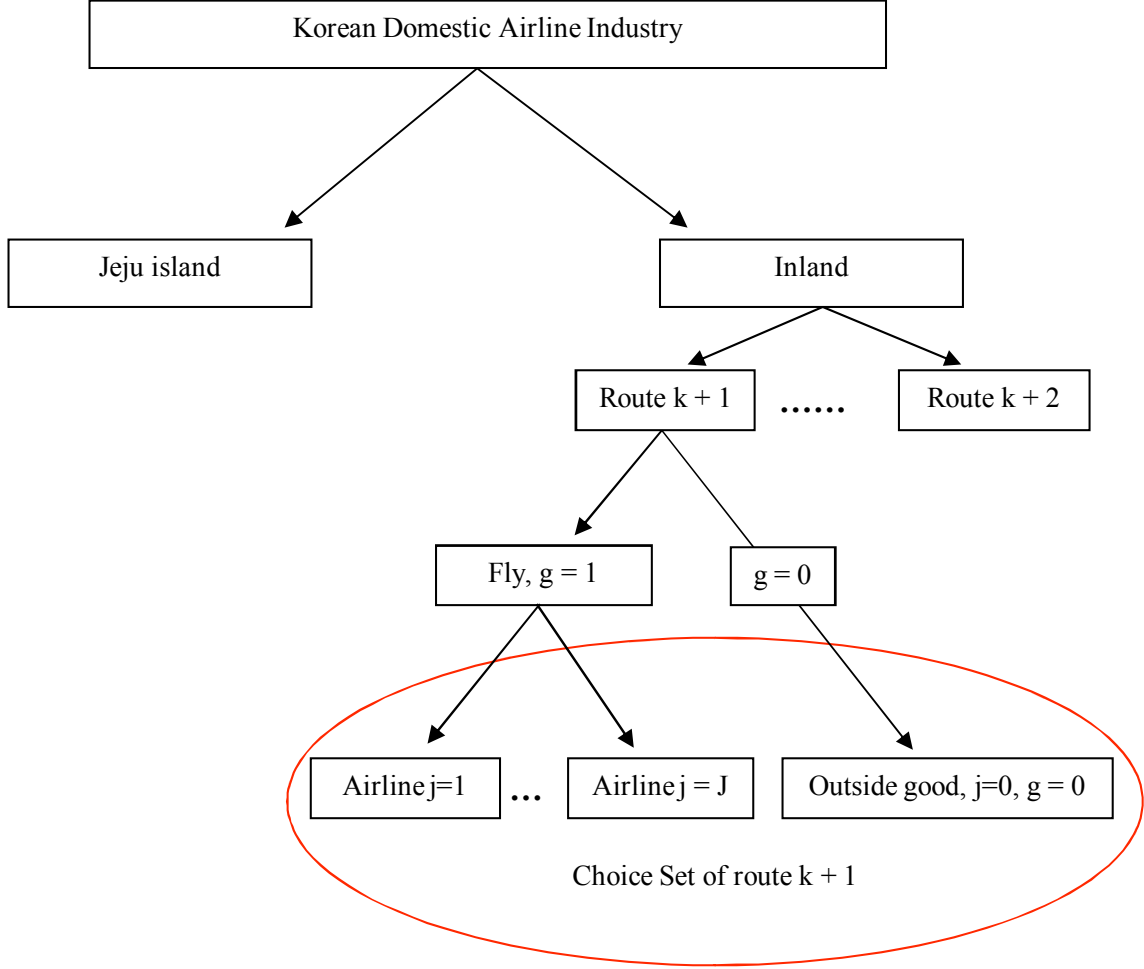 Korean Domestic Airline Industry
Jeju island
Inland
Route k + 1
......
Route k + 2
Fly, g = 1
g = 0
Airline j=1
...
Airline j = J
Outside good, j=0, g = 0
Choice Set of route k + 1